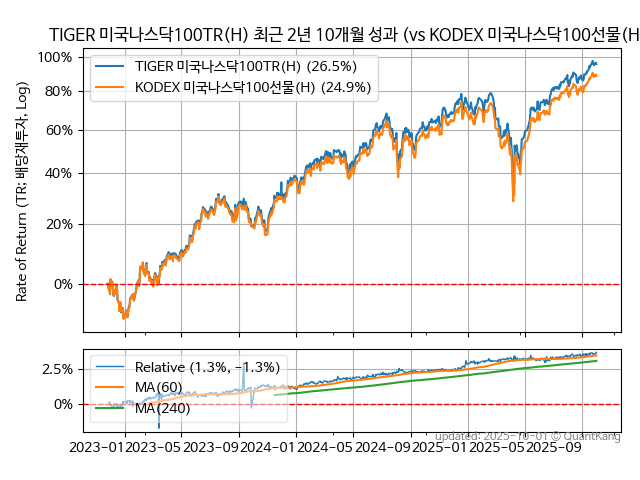 TIGER 미국나스닥100TR(H) 최근 2년 10개월 성과 (vs KODEX 미국나스닥100선물(H
Rate of Return (TR: 배당재투자, Log)
100%
80%
60%
40%
20%
0%
TIGER 미국나스닥100TR(H) (26.5%)
KODEX 미국나스닥100선물(H) (24.9%)
2.5%
0%
Relative (1.3%, -1.3%)
MA(60)
MA(240)
updated: 2025-10-01 © QuantKang
2023-01 2023-05 2023-09 2024-01 2024-05 2024-09 2025-01 2025-05 2025-09